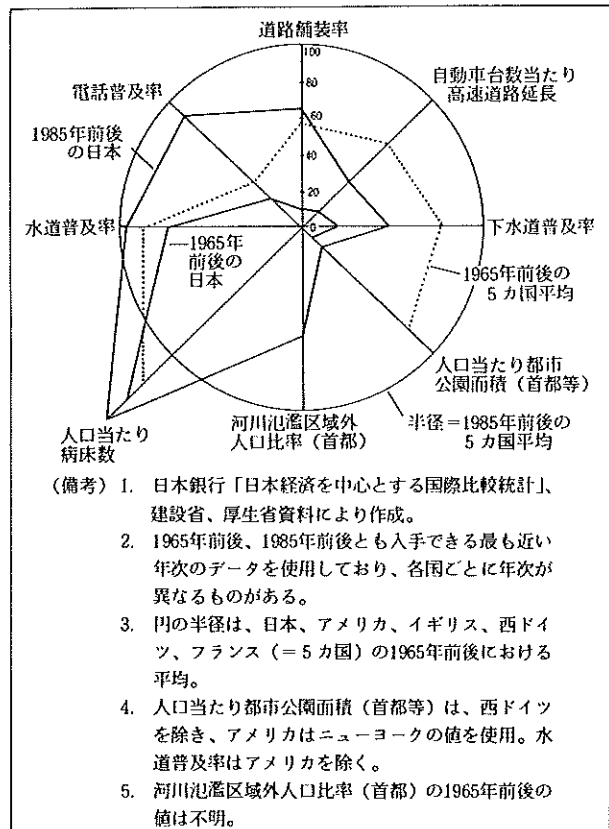 道路舗装率
100
80
60
40
20
0
電話普及率
自動車台数当たり
高速道路延長
1985年前後
の日本
水道普及率
1965年
前後の
日本
下水道普及率
1965年前後の
5カ国平均
人口当たり都市
公園面積(首都等)
人口当たり
病床数
河川氾濫区域外
人口比率(首都)
半径=1985年前後の
5カ国平均
(備考) 1. 日本銀行「日本経済を中心とする国際比較統計」、
建設省、厚生省資料により作成。
2. 1965年前後、1985年前後とも入手できる最も近い
年次のデータを使用しており、各国ごとに年次が
異なるものがある。
3. 円の半径は、日本、アメリカ、イギリス、西ドイ
ツ、フランス(=5カ国)の1965年前後における
平均。
4. 人口当たり都市公園面積(首都等)は、西ドイツ
を除き、アメリカはニューヨークの値を使用。水
道普及率はアメリカを除く。
5. 河川氾濫区域外人口比率(首都)の1965年前後の
値は不明。